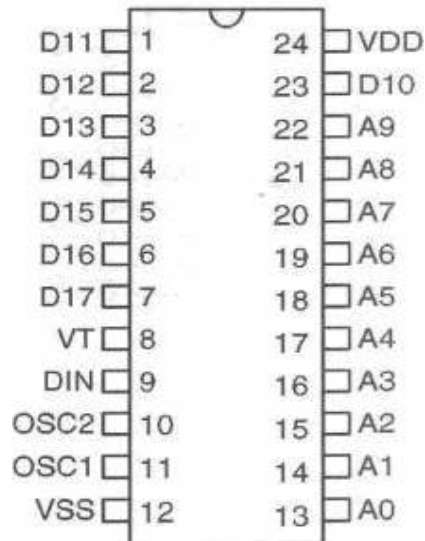 D11 1 24 VDD
D12 2 23 D10
D13 3 22 A9
D14 4 21 A8
D15 5 20 A7
D16 6 19 A6
D17 7 18 A5
VT 8 17 A4
DIN 9 16 A3
OSC2 10 15 A2
OSC1 11 14 A1
VSS 12 13 A0